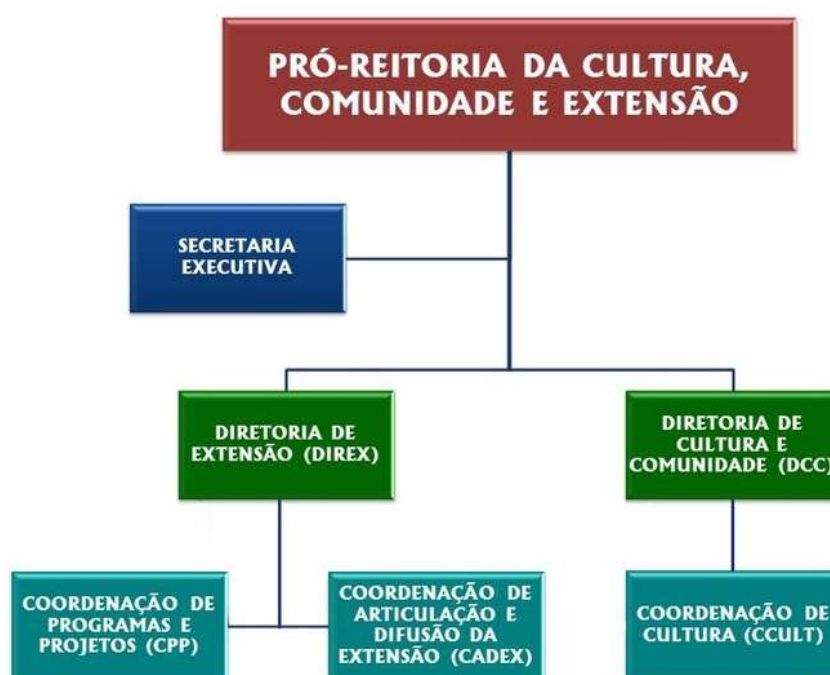 PRÓ-REITORIA DA CULTURA,
COMUNIDADE E EXTENSÃO
SECRETARIA
EXECUTIVA
DIRETORIA DE
EXTENSÃO (DIREX)
DIRETORIA DE
CULTURA E
COMUNIDADE (DCC)
COORDENAÇÃO DE
PROGRAMAS E
PROJETOS (CPP)
COORDENAÇÃO DE
ARTICULAÇÃO E
DIFUSÃO DA
EXTENSÃO (CADEX)
COORDENAÇÃO DE
CULTURA (CCULT)